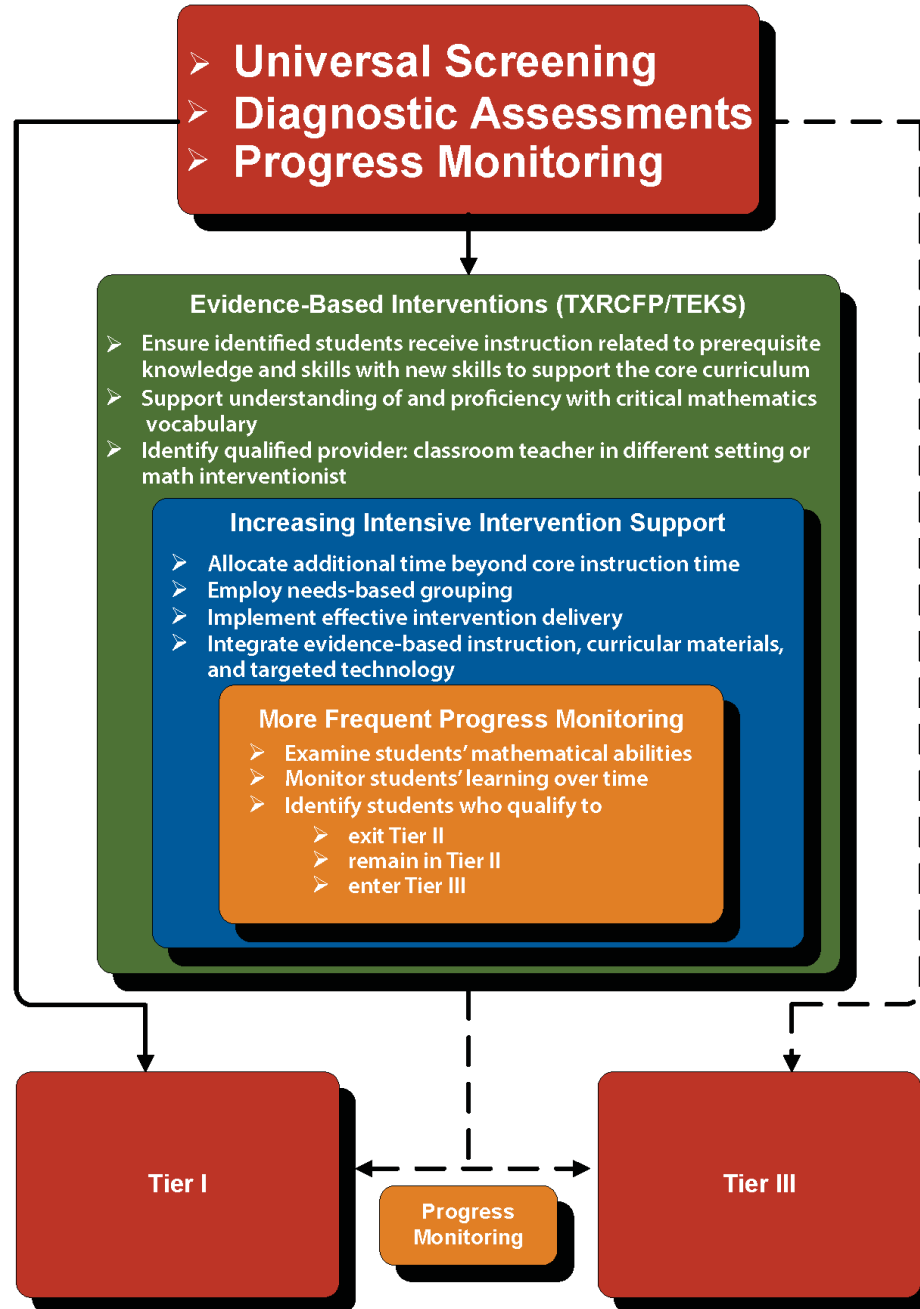 ➢ Universal Screening
➢ Diagnostic Assessments
➢ Progress Monitoring
Evidence-Based Interventions (TXRCFP/TEKS)
➢ Ensure identified students receive instruction related to prerequisite
knowledge and skills with new skills to support the core curriculum
➢ Support understanding of and proficiency with critical mathematics
vocabulary
➢ Identify qualified provider: classroom teacher in different setting or
math interventionist
Increasing Intensive Intervention Support
➢ Allocate additional time beyond core instruction time
➢ Employ needs-based grouping
➢ Implement effective intervention delivery
➢ Integrate evidence-based instruction, curricular materials,
and targeted technology
More Frequent Progress Monitoring
➢ Examine students’ mathematical abilities
➢ Monitor students’ learning over time
➢ Identify students who qualify to
➢ exit Tier II
➢ remain in Tier II
➢ enter Tier III
Tier I
Progress
Monitoring
Tier III